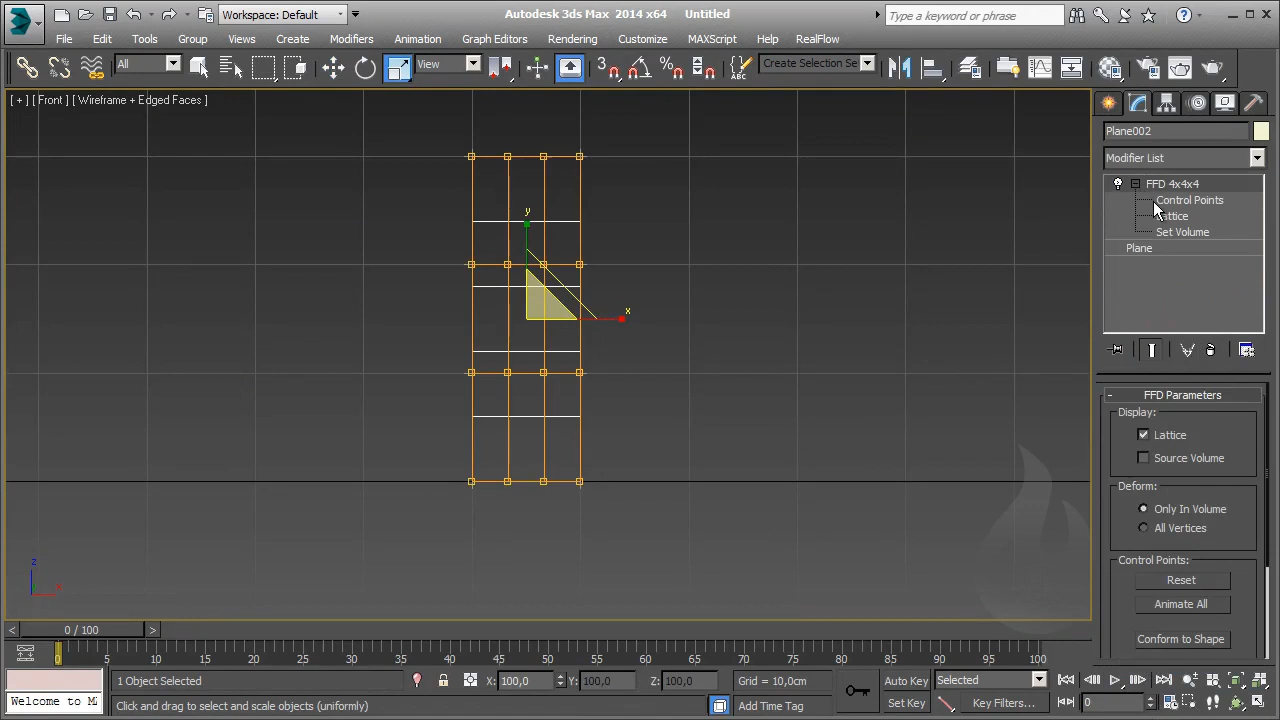 Workspace: Default
Autodesk 3ds Max 2014 x64 Untitled
Type a keyword or phrase
File Edit Tools Group Views Create Modifiers Animation Graph Editors Rendering Customize MAXScript Help RealFlow
All
View
3
Create Selection Se
[ + ] [ Front ] [ Wireframe + Edged Faces ]
Plane002
Modifier List
FFD 4x4x4
Control Points
attice
Set Volume
Plane
y
x
- FFD Parameters
Display:
Lattice
Source Volume
Deform:
Only In Volume
All Vertices
Control Points:
Reset
Animate All
Conform to Shape
z
x
< 0 / 100 >
0 5 10 15 20 25 30 35 40 45 50 55 60 65 70 75 80 85 90 95 100
1 Object Selected
X: 100,0 Y: 100,0 Z: 100,0
Grid = 10,0cm
Auto Key
Selected
Welcome to M
Click and drag to select and scale objects (uniformly)
Add Time Tag
Set Key
Key Filters...
0